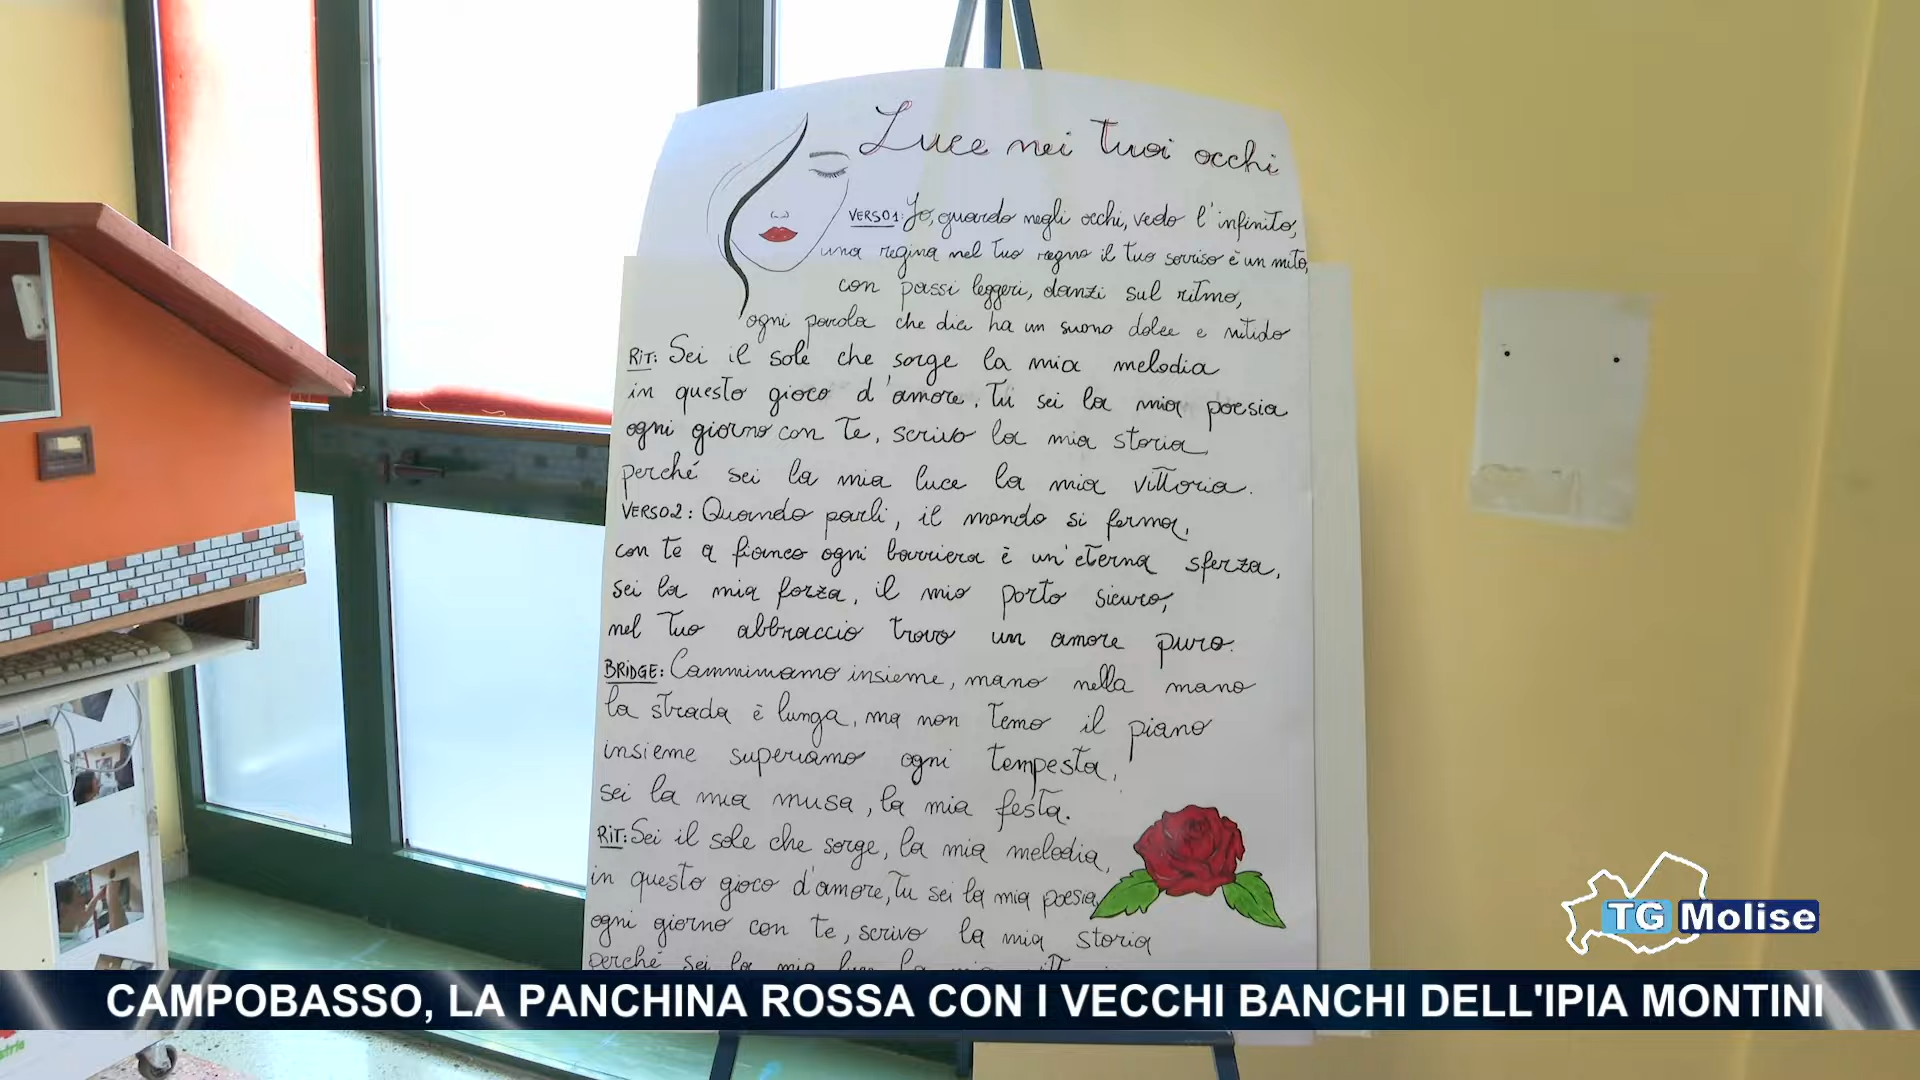 Luce nei tuoi occhi
VERSO1: Io, guardo negli occhi, vedo l'infinito,
una regina nel tuo regno il tuo sorriso è un mito,
con passi leggeri, danzi sul ritmo,
ogni parola che dici ha un suono dolce e nitido
RIT: Sei il sole che sorge la mia melodia
in questo gioco d'amore, Tu sei la mia poesia
ogni giorno con Te, scrivo la mia storia
perché sei la mia luce la mia vittoria.
VERSO2: Quando parli, il mondo si ferma,
con te a fianco ogni barriera è un'eterna sferza,
sei la mia forza, il mio porto sicuro,
nel Tuo abbraccio trovo un amore puro.
BRIDGE: Camminiamo insieme, mano nella mano
la strada è lunga, ma non Temo il piano
insieme superiamo ogni Tempesta,
sei la mia musa, la mia festa.
RIT: Sei il sole che sorge, la mia melodia,
in questo gioco d'amore, Tu sei la mia poesia,
ogni giorno con Te, scrivo la mia storia
perché sei la mia luce la mia
TG Molise
CAMPOBASSO, LA PANCHINA ROSSA CON I VECCHI BANCHI DELL'IPIA MONTINI